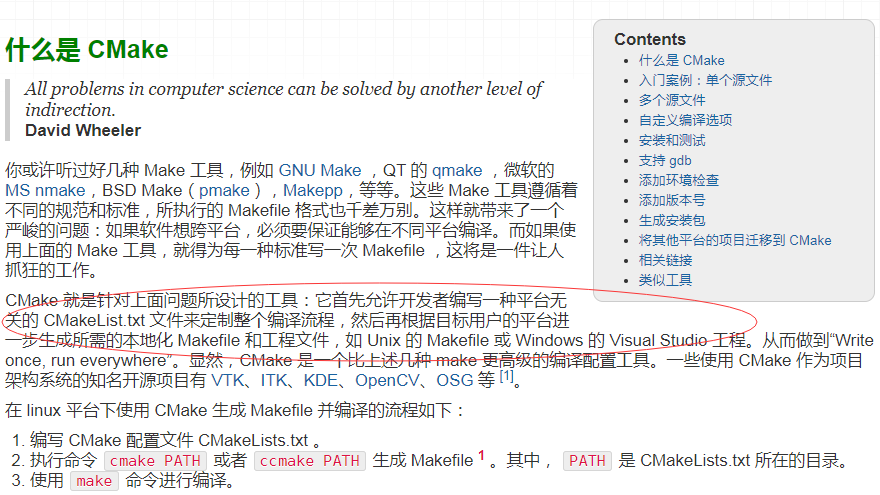 什么是 CMake
All problems in computer science can be solved by another level of
indirection.
David Wheeler
你或许听过好几种 Make 工具，例如 GNU Make ，QT 的 qmake ，微软的
MS nmake，BSD Make（pmake），Makepp，等等。这些 Make 工具遵循着
不同的规范和标准，所执行的 Makefile 格式也千差万别。这样就带来了一个
严峻的问题：如果软件想跨平台，必须要保证能够在不同平台编译。而如果使
用上面的 Make 工具，就得为每一种标准写一次 Makefile ，这将是一件让人
抓狂的工作。
CMake 就是针对上面问题所设计的工具：它首先允许开发者编写一种平台无
关的 CMakeList.txt 文件来定制整个编译流程，然后再根据目标用户的平台进
一步生成所需的本地化 Makefile 和工程文件，如 Unix 的 Makefile 或 Windows 的 Visual Studio 工程。从而做到“Write
once, run everywhere”。显然，CMake 是一个比上述几种 make 更高级的编译配置工具。一些使用 CMake 作为项目
架构系统的知名开源项目有 VTK、ITK、KDE、OpenCV、OSG 等 [1]。
在 linux 平台下使用 CMake 生成 Makefile 并编译的流程如下：
1. 编写 CMake 配置文件 CMakeLists.txt 。
2. 执行命令 cmake PATH 或者 ccmake PATH 生成 Makefile 1 。其中， PATH 是 CMakeLists.txt 所在的目录。
3. 使用 make 命令进行编译。
Contents
什么是 CMake
入门案例：单个源文件
多个源文件
自定义编译选项
安装和测试
支持 gdb
添加环境检查
添加版本号
生成安装包
将其他平台的项目迁移到 CMake
相关链接
类似工具